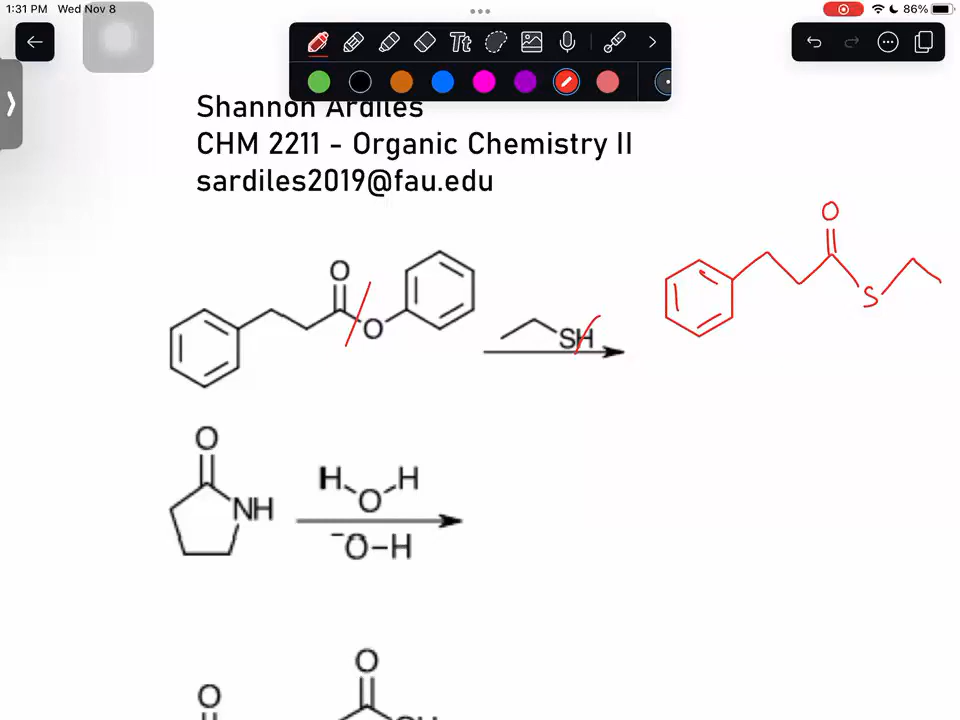 1:31 PM Wed Nov 8
86%
Tt
Shannon Ardiles
CHM 2211 - Organic Chemistry II
sardiles2019@fau.edu
O
O
O
SH
O
S
O
NH
H O H
⁻O-H
O
O